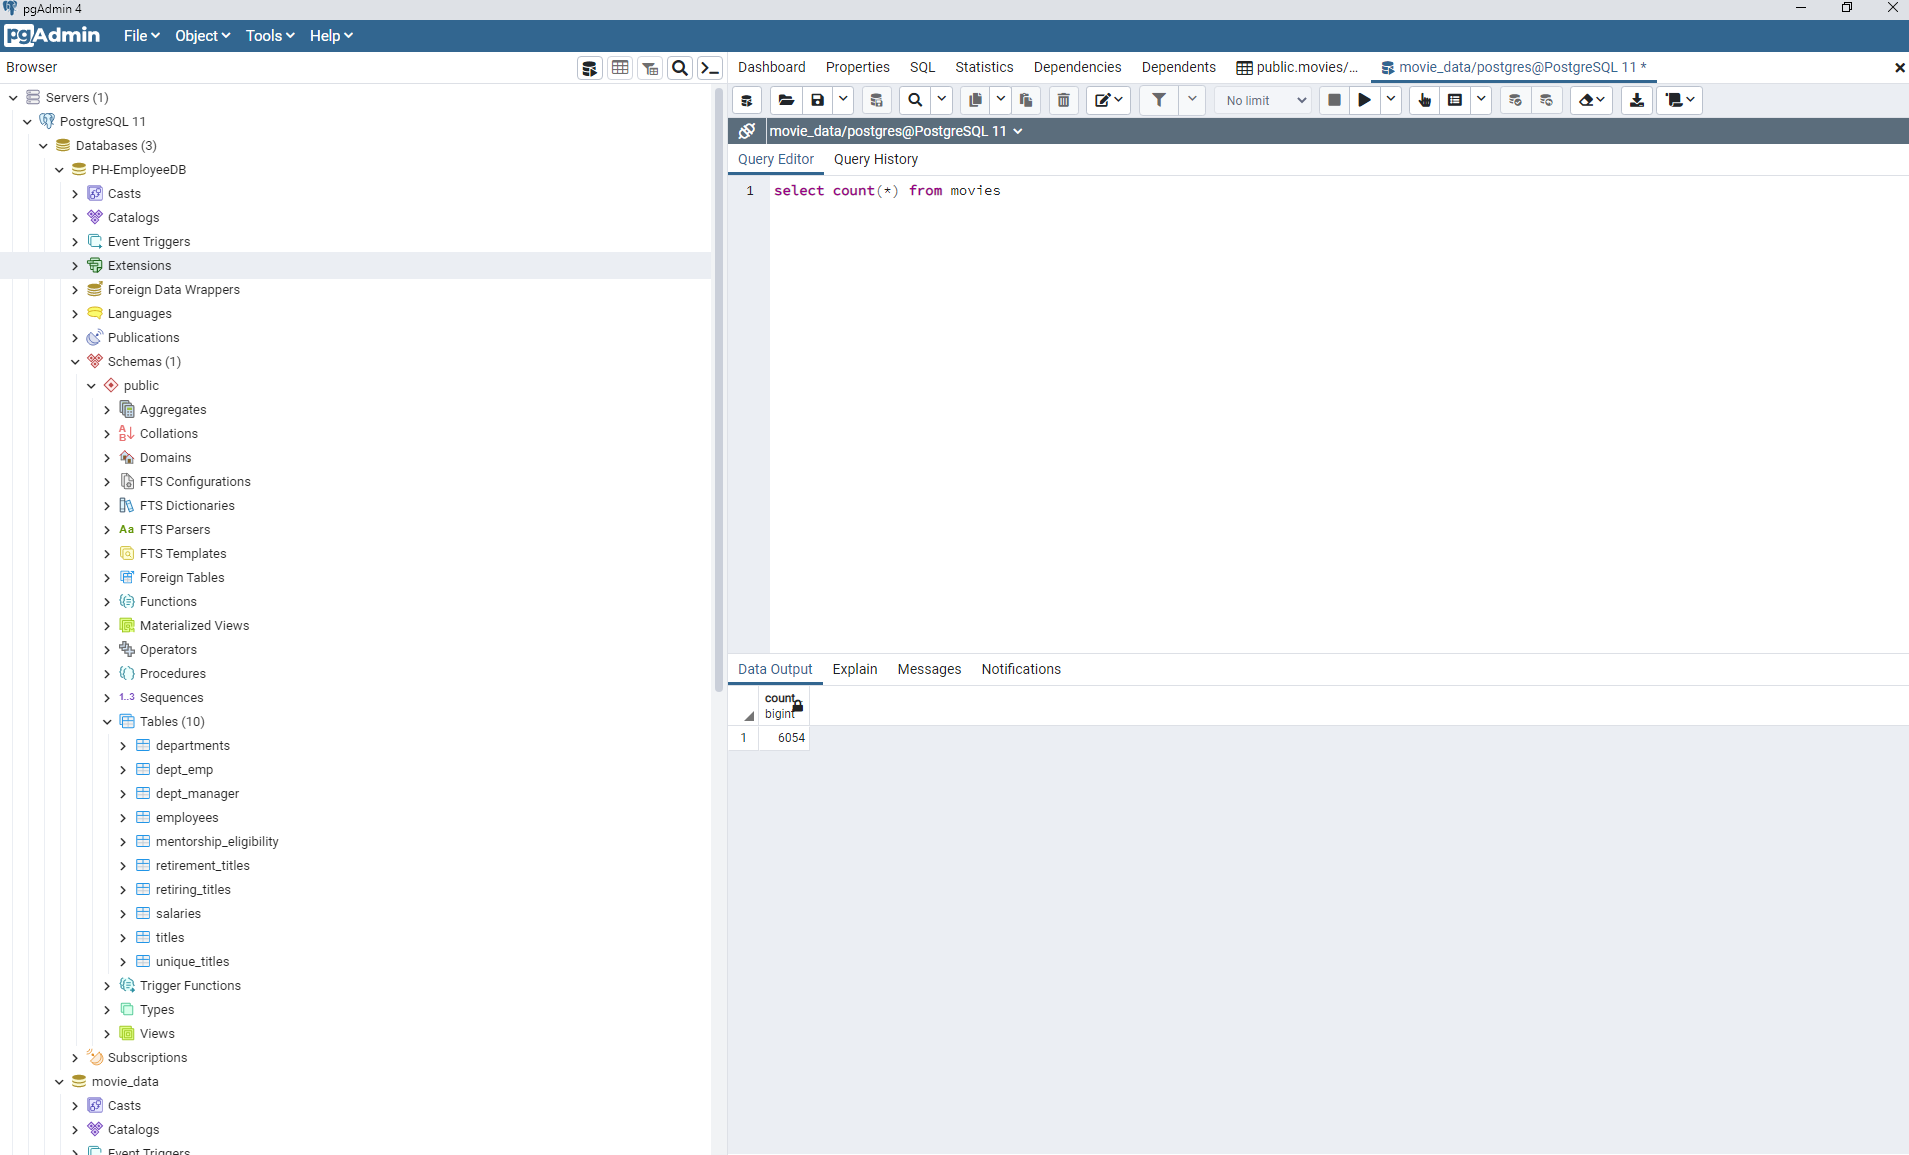 pgAdmin 4
pgAdmin File Object Tools Help
Browser
Dashboard Properties SQL Statistics Dependencies Dependents public.movies/... movie_data/postgres@PostgreSQL 11 *
No limit
movie_data/postgres@PostgreSQL 11
Query Editor Query History
1 select count(*) from movies
Data Output Explain Messages Notifications
count
bigint
1 6054
Servers (1)
PostgreSQL 11
Databases (3)
PH-EmployeeDB
Casts
Catalogs
Event Triggers
Extensions
Foreign Data Wrappers
Languages
Publications
Schemas (1)
public
Aggregates
Collations
Domains
FTS Configurations
FTS Dictionaries
Aa FTS Parsers
FTS Templates
Foreign Tables
Functions
Materialized Views
Operators
Procedures
1..3 Sequences
Tables (10)
departments
dept_emp
dept_manager
employees
mentorship_eligibility
retirement_titles
retiring_titles
salaries
titles
unique_titles
Trigger Functions
Types
Views
Subscriptions
movie_data
Casts
Catalogs
Event Triggers